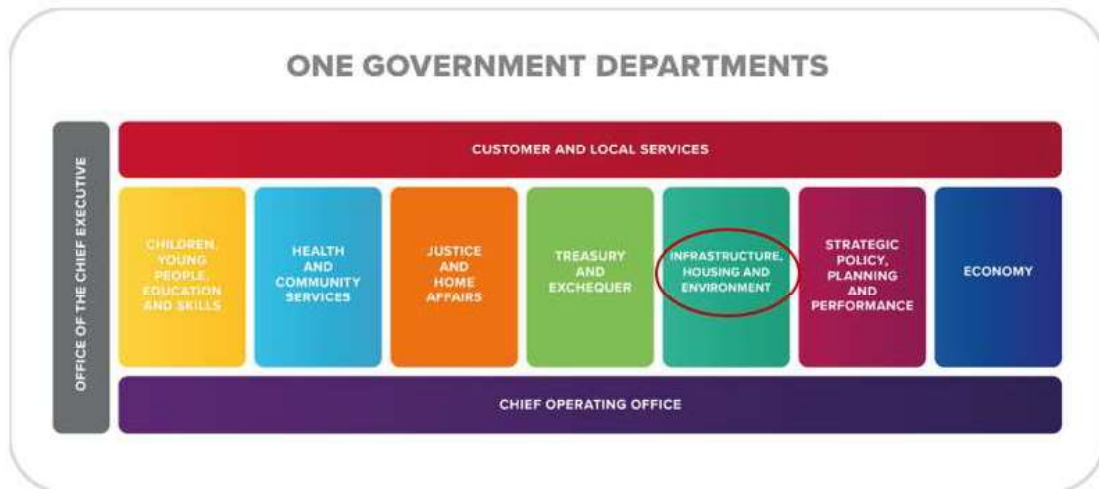 ONE GOVERNMENT DEPARTMENTS
OFFICE OF THE CHIEF EXECUTIVE
CUSTOMER AND LOCAL SERVICES
CHILDREN,
YOUNG
PEOPLE,
EDUCATION
AND SKILLS
HEALTH
AND
COMMUNITY
SERVICES
JUSTICE
AND
HOME
AFFAIRS
TREASURY
AND
EXCHEQUER
INFRASTRUCTURE,
HOUSING AND
ENVIRONMENT
STRATEGIC
POLICY,
PLANNING
AND
PERFORMANCE
ECONOMY
CHIEF OPERATING OFFICE